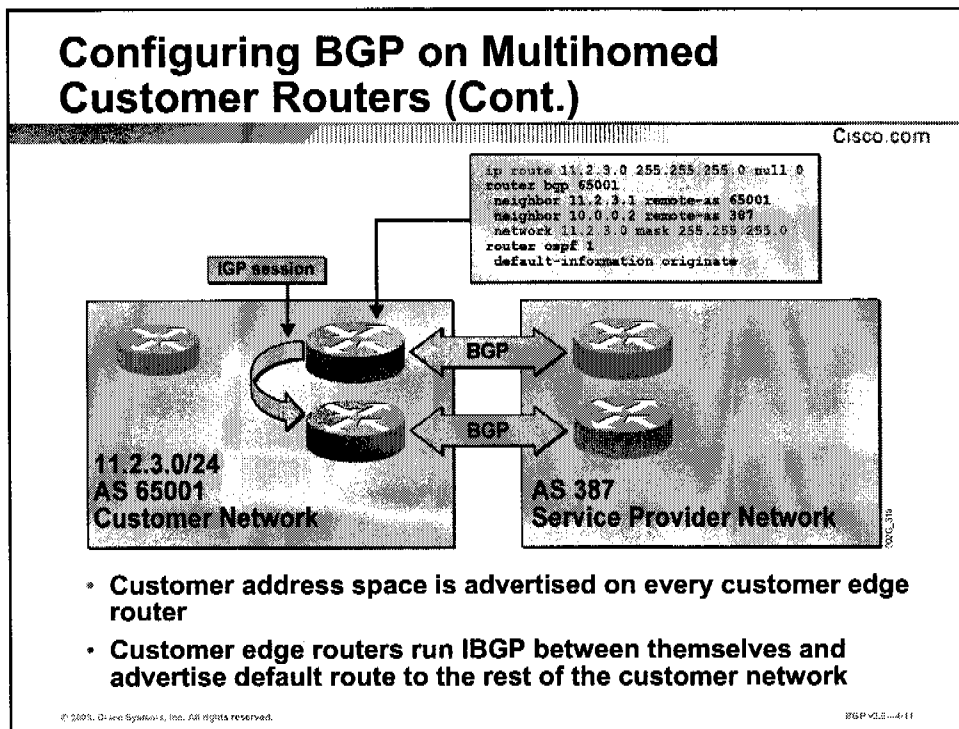 Configuring BGP on Multihomed
Customer Routers (Cont.)
Cisco.com
ip route 11.2.3.0 255.255.255.0 null 0
router bgp 65001
neighbor 11.2.3.1 remote-as 65001
neighbor 10.0.0.2 remote-as 387
network 11.2.3.0 mask 255.255.255.0
router ospf 1
default-information originate
IGP session
BGP
BGP
11.2.3.0/24
AS 65001
Customer Network
AS 387
Service Provider Network
• Customer address space is advertised on every customer edge
router
• Customer edge routers run IBGP between themselves and
advertise default route to the rest of the customer network
Cisco Systems, Inc. All rights reserved.